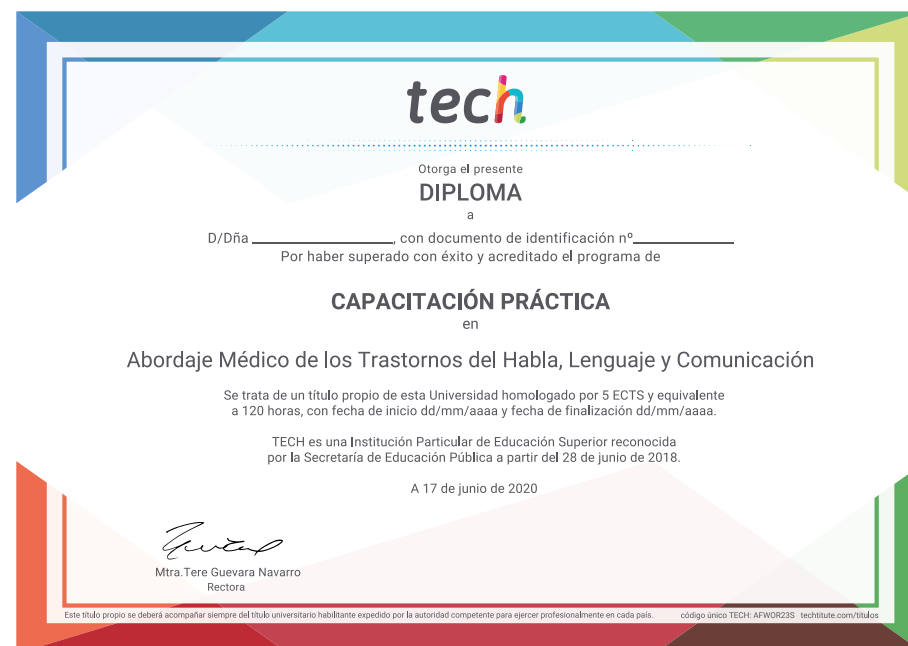 tech
Otorga el presente
DIPLOMA
a
D/Dña ____________________, con documento de identificación nº______________
Por haber superado con éxito y acreditado el programa de
CAPACITACIÓN PRÁCTICA
en
Abordaje Médico de los Trastornos del Habla, Lenguaje y Comunicación
Se trata de un título propio de esta Universidad homologado por 5 ECTS y equivalente
a 120 horas, con fecha de inicio dd/mm/aaaa y fecha de finalización dd/mm/aaaa.
TECH es una Institución Particular de Educación Superior reconocida
por la Secretaría de Educación Pública a partir del 28 de junio de 2018.
A 17 de junio de 2020
Mtra.Tere Guevara Navarro
Rectora
Este título propio se deberá acompañar siempre del título universitario habilitante expedido por la autoridad competente para ejercer profesionalmente en cada país. código único TECH: AFWOR23S techtitute.com/titulos